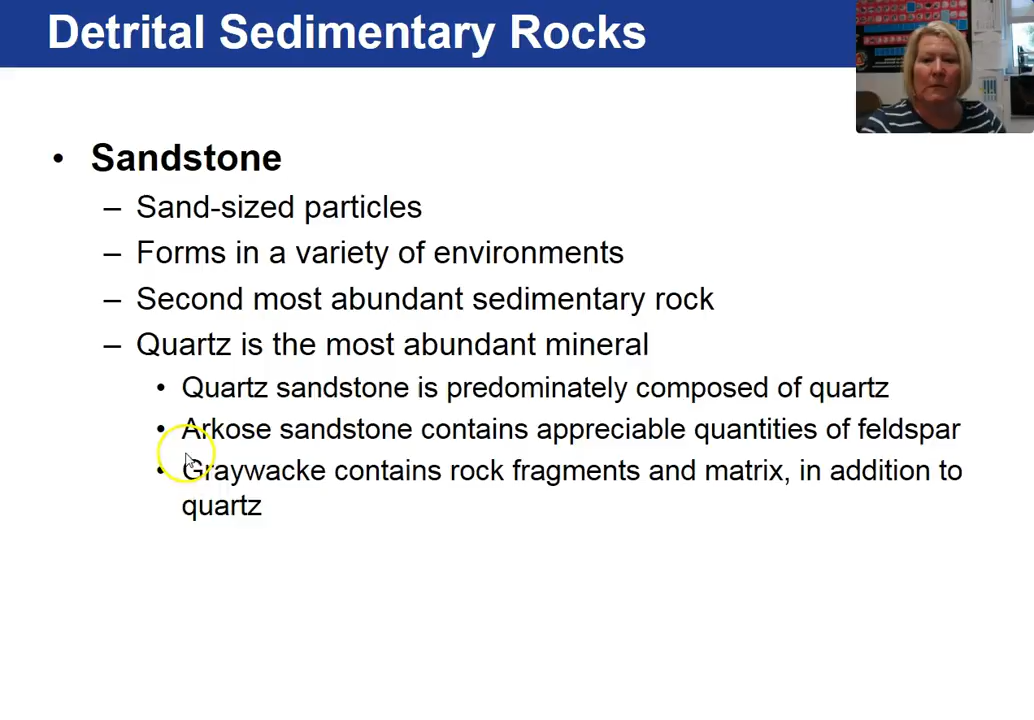 Detrital Sedimentary Rocks
• Sandstone
– Sand-sized particles
– Forms in a variety of environments
– Second most abundant sedimentary rock
– Quartz is the most abundant mineral
• Quartz sandstone is predominately composed of quartz
• Arkose sandstone contains appreciable quantities of feldspar
• Graywacke contains rock fragments and matrix, in addition to
quartz